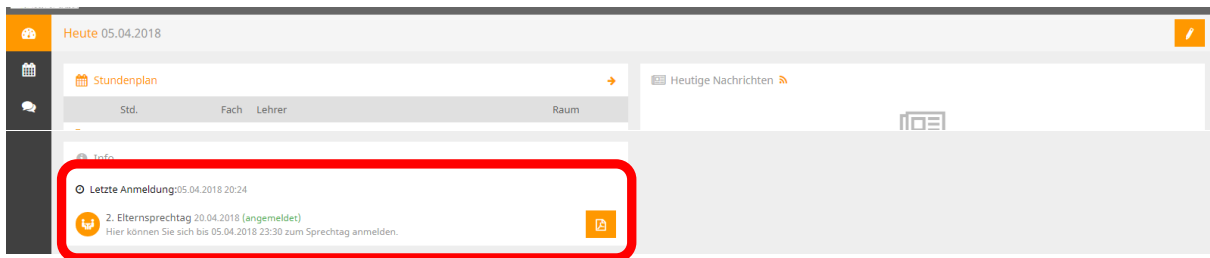 Heute 05.04.2018
Stundenplan
Std. Fach Lehrer Raum
Heutige Nachrichten
Info
Letzte Anmeldung:05.04.2018 20:24
2. Elternsprechtag 20.04.2018 (angemeldet)
Hier können Sie sich bis 05.04.2018 23:30 zum Sprechtag anmelden.